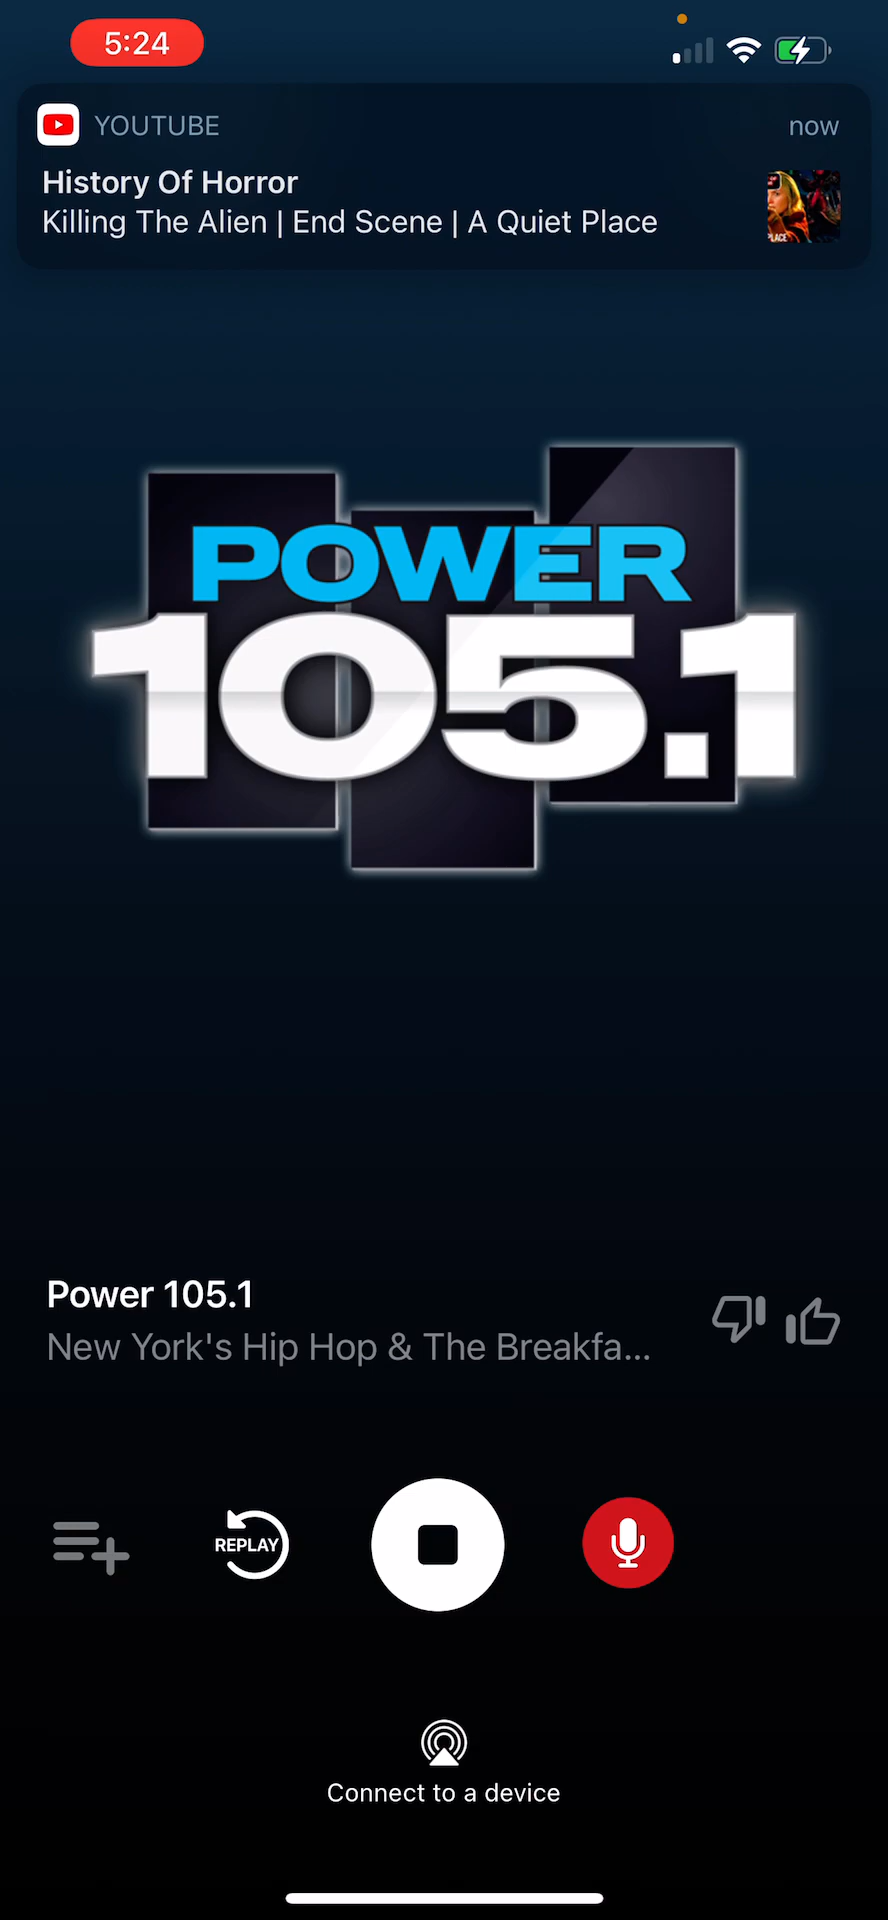 5:24
YOUTUBE
now
History Of Horror
Killing The Alien | End Scene | A Quiet Place
PLACE
POWER
105.1
Power 105.1
New York's Hip Hop & The Breakfa...
REPLAY
Connect to a device